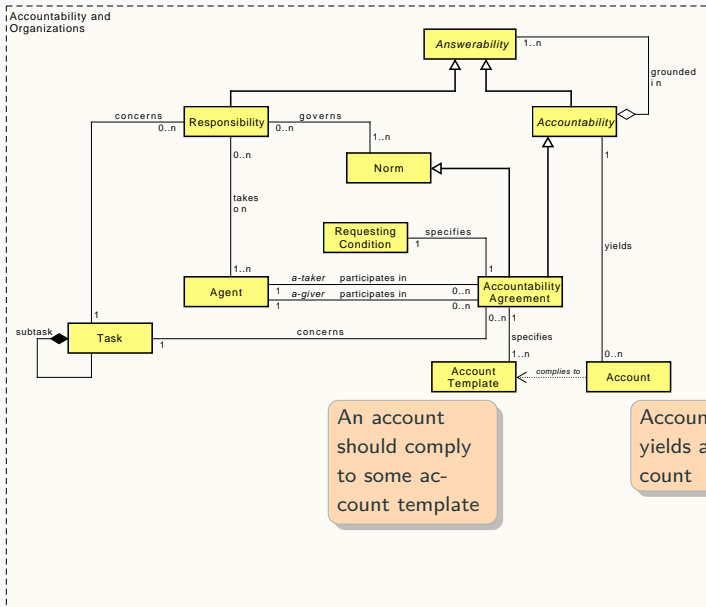 Accountability and
Organizations
Answerability
1..n
grounded
in
concerns
0..n
Responsibility
governs
0..n
1..n
Accountability
1
0..n
Norm
takes
on
Requesting
Condition
specifies
1
yields
1
1..n
Agent
a-taker participates in
1
0..n
a-giver participates in
1
0..n
Accountability
Agreement
1
subtask
Task
1
concerns
0..n
1
specifies
1..n
0..n
Account
Template
complies to
Account
An account
should comply
to some ac-
count template
Accoun
yields a
count